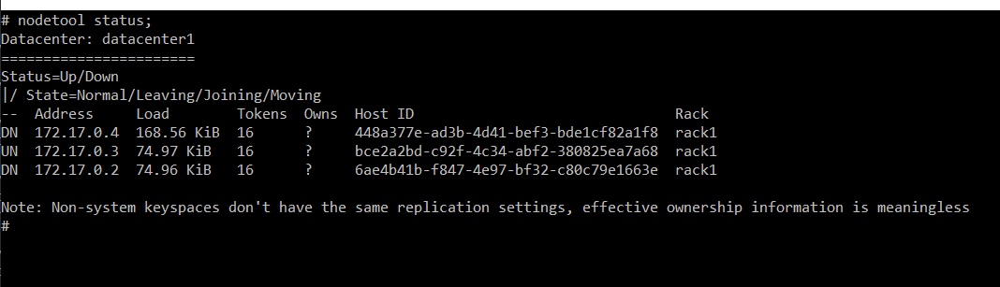 # nodetool status;
Datacenter: datacenter1
=======================
Status=Up/Down
|/ State=Normal/Leaving/Joining/Moving
--  Address     Load        Tokens  Owns  Host ID                               Rack
DN  172.17.0.4  168.56 KiB  16      ?     448a377e-ad3b-4d41-bef3-bde1cf82a1f8  rack1
UN  172.17.0.3  74.97 KiB   16      ?     bce2a2bd-c92f-4c34-abf2-380825ea7a68  rack1
DN  172.17.0.2  74.96 KiB   16      ?     6ae4b41b-f847-4e97-bf32-c80c79e1663e  rack1
Note: Non-system keyspaces don't have the same replication settings, effective ownership information is meaningless
#